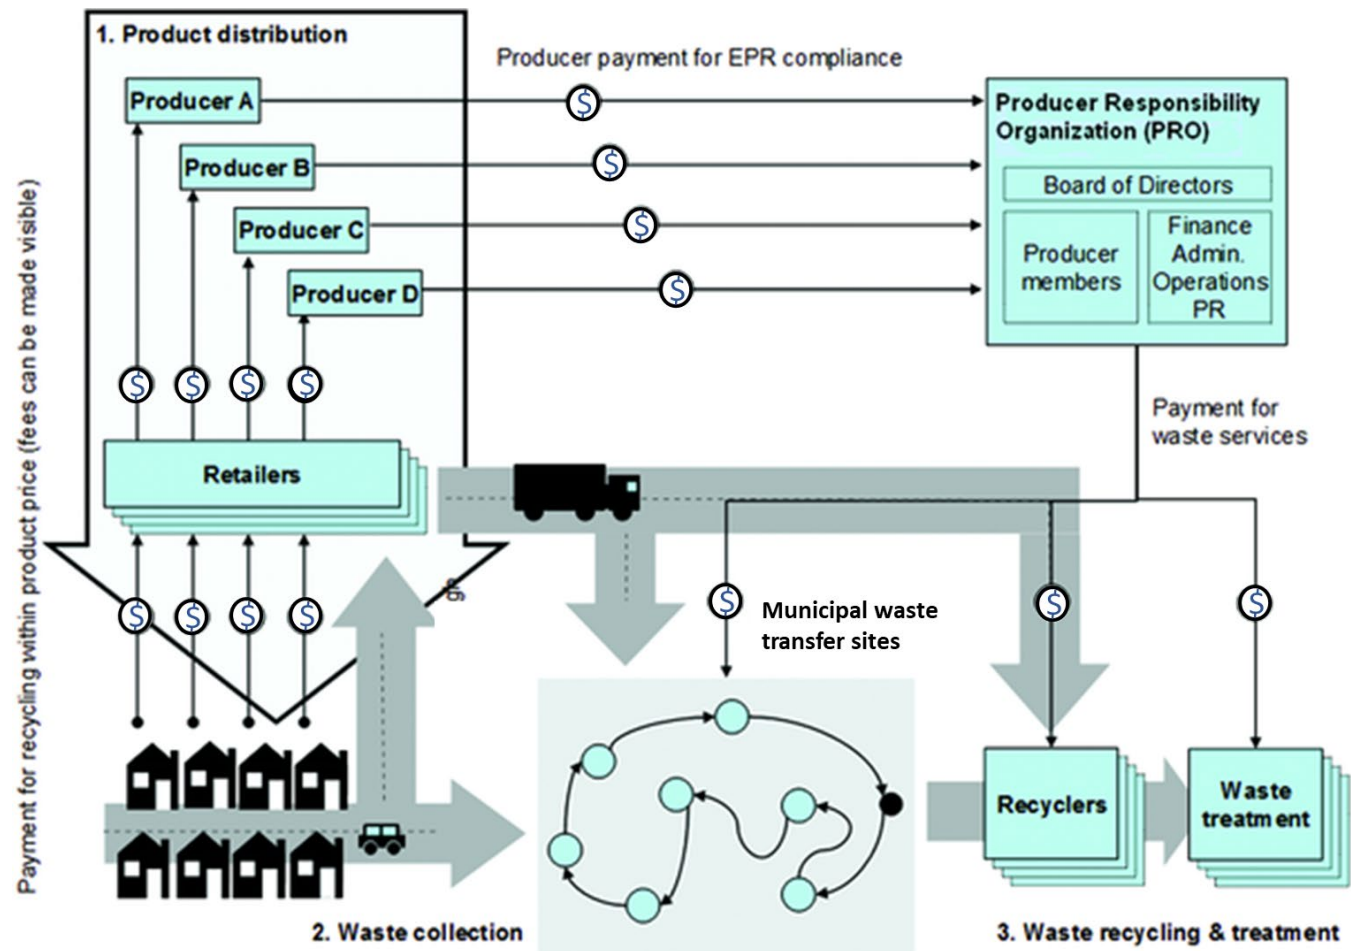 1. Product distribution
Producer payment for EPR compliance
Producer A
$
Producer B
$
Producer C
$
Producer D
$
Producer Responsibility
Organization (PRO)
Board of Directors
Producer
members
Finance
Admin.
Operations
PR
Payment for recycling within product price (fees can be made visible)
$ $ $ $
Retailers
Payment for
waste services
$ $ $ $
$
Municipal waste
transfer sites
$
$
Recyclers
Waste
treatment
2. Waste collection
3. Waste recycling & treatment